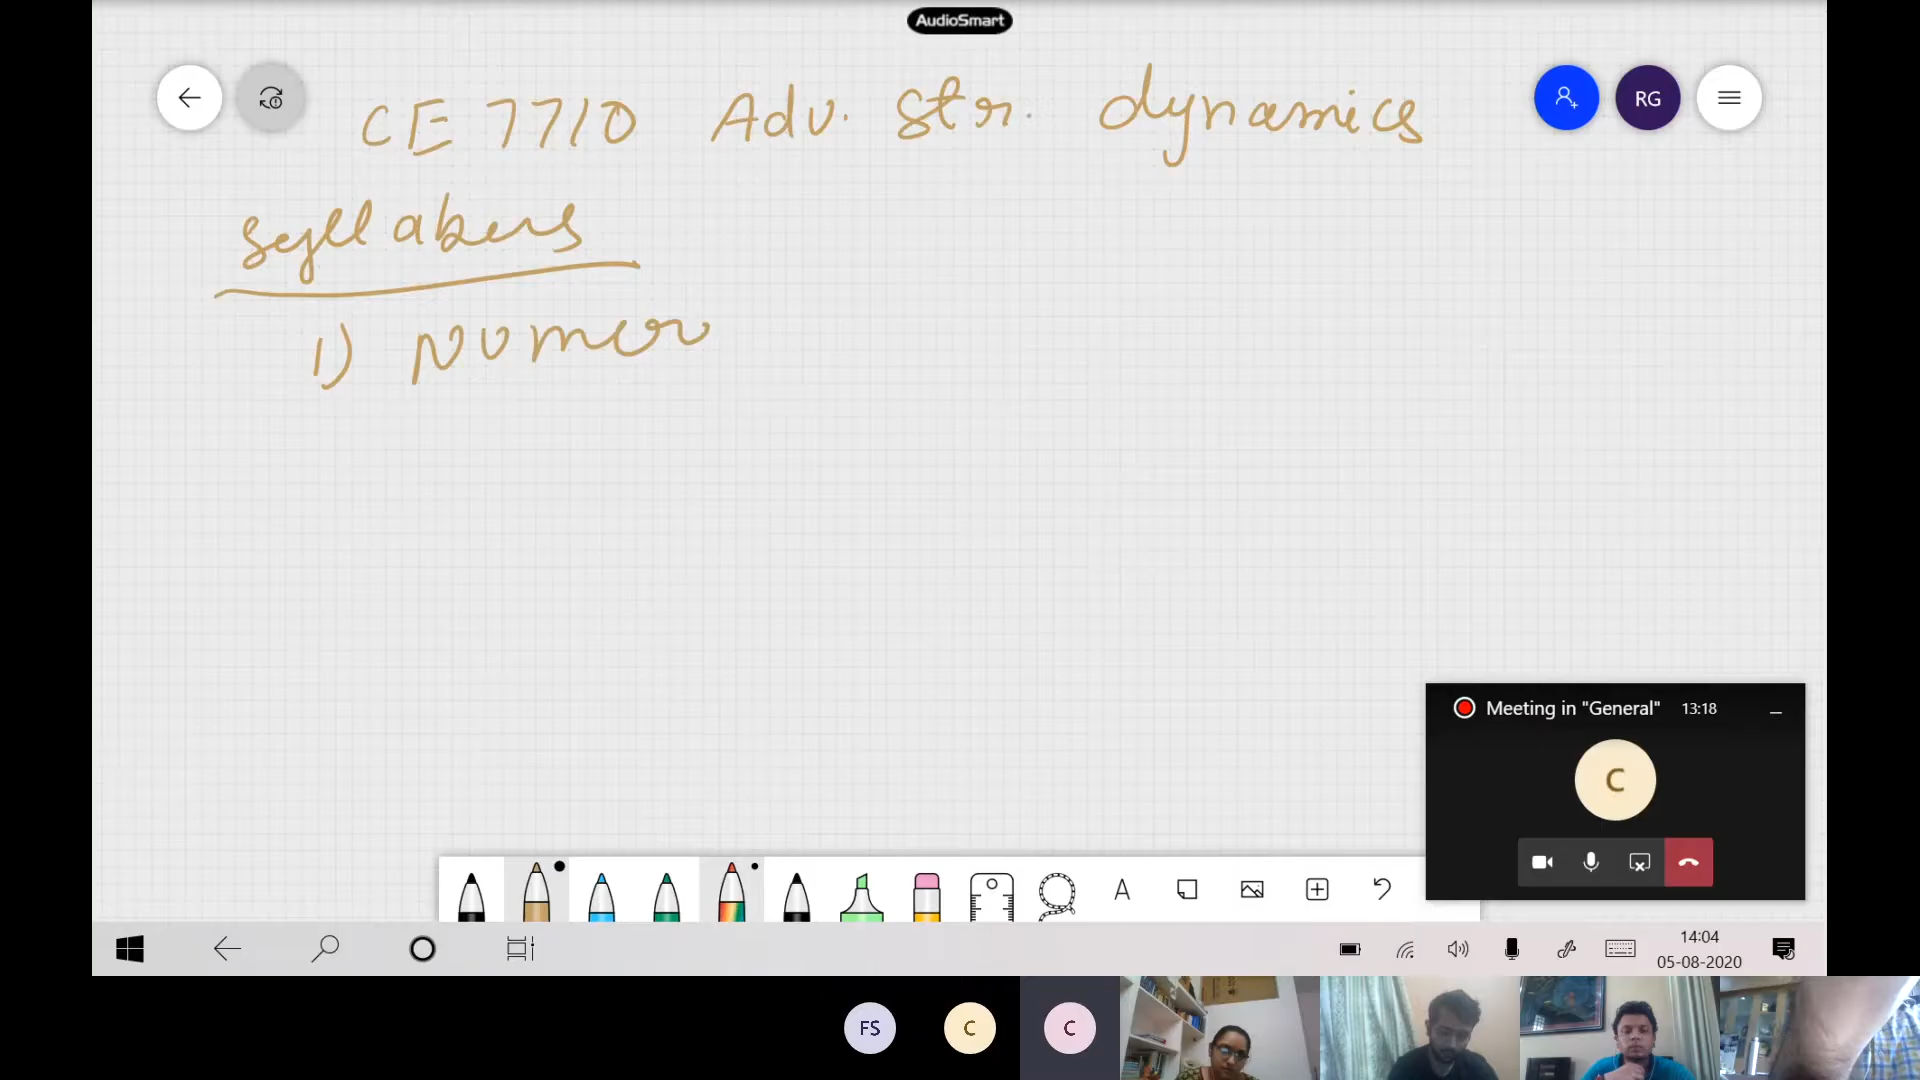 AudioSmart
CE 7710 Adv. Str. dynamics
RG
Syllabus
1) Numer
Meeting in "General" 13:18
C
A
14:04
05-08-2020
FS C C